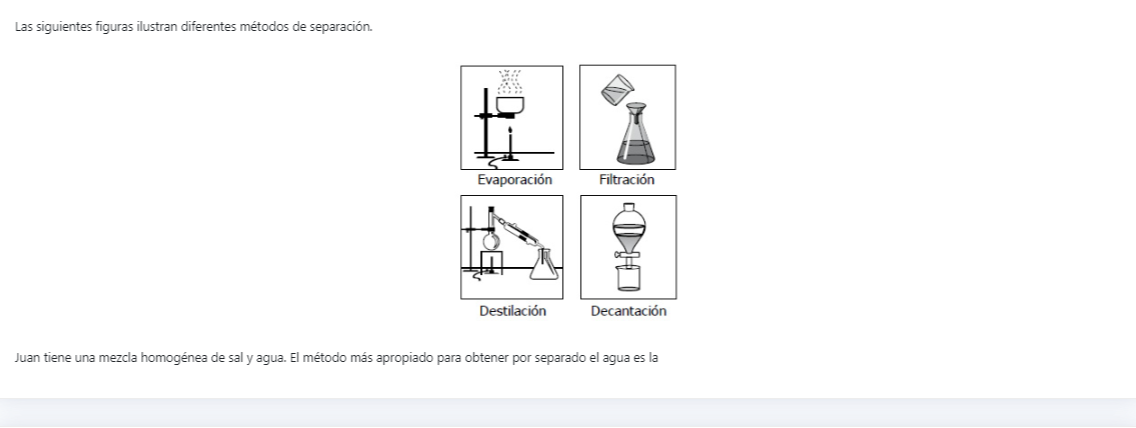 Las siguientes figuras ilustran diferentes métodos de separación.
Evaporación
Filtración
Destilación
Decantación
Juan tiene una mezcla homogénea de sal y agua. El método más apropiado para obtener por separado el agua es la